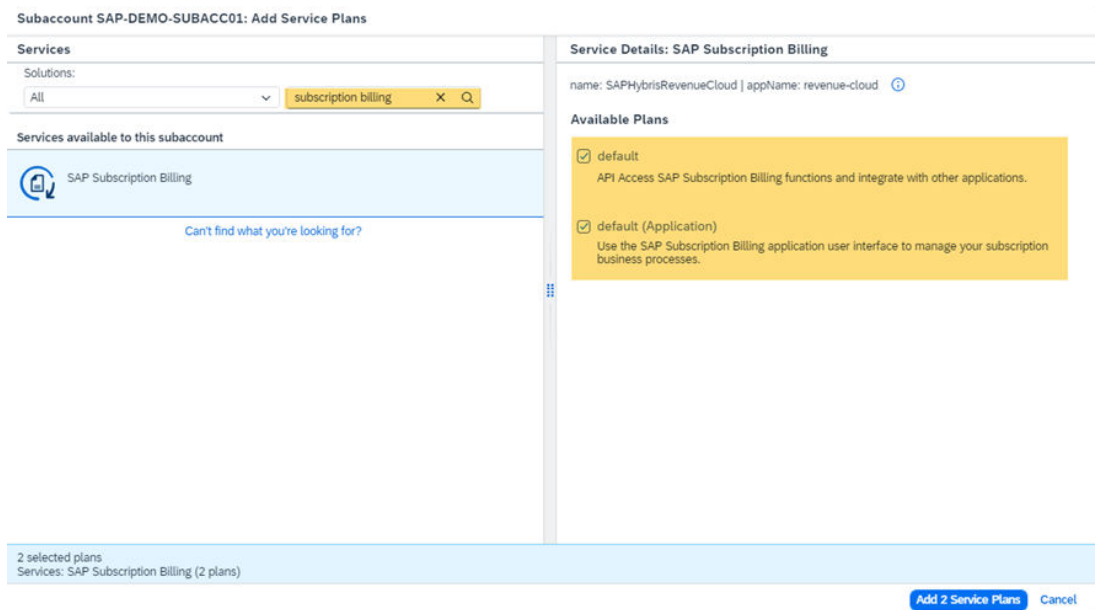 Subaccount SAP-DEMO-SUBACC01: Add Service Plans
Services
Solutions:
All
subscription billing
Services available to this subaccount
SAP Subscription Billing
Can't find what you're looking for?
Service Details: SAP Subscription Billing
name: SAPHybrisRevenueCloud | appName: revenue-cloud
Available Plans
default
API Access SAP Subscription Billing functions and integrate with other applications.
default (Application)
Use the SAP Subscription Billing application user interface to manage your subscription
business processes.
2 selected plans
Services: SAP Subscription Billing (2 plans)
Add 2 Service Plans
Cancel